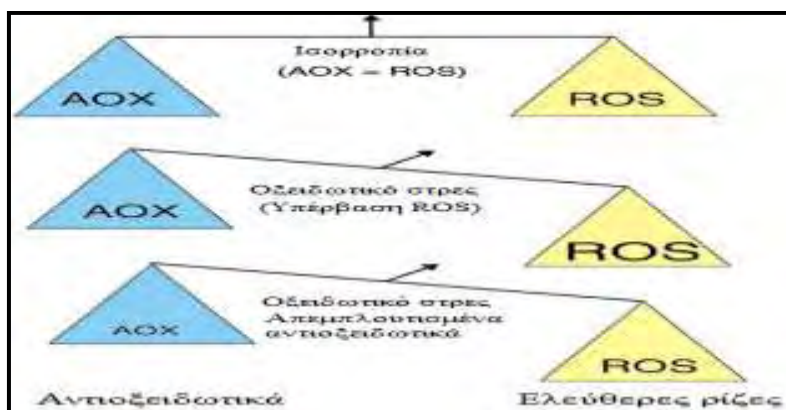 Ισορροπία
(AOX = ROS)
AOX
ROS
Οξειδωτικό στρες
(Υπέρβαση ROS)
AOX
ROS
Οξειδωτικό στρες
Απεμπλουτισμένα
αντιοξειδωτικά
AOX
ROS
Αντιοξειδωτικά
Ελεύθερες ρίζες